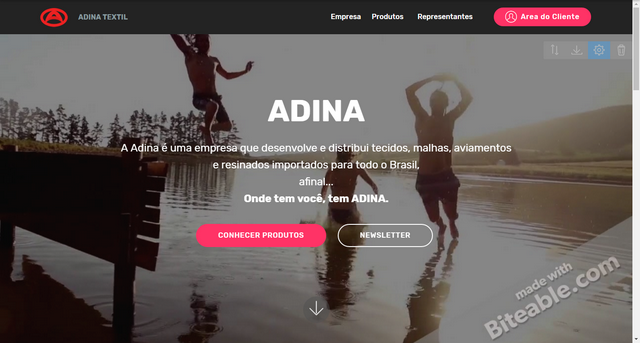 ADINA TEXTIL
Empresa Produtos Representantes Area do Cliente
ADINA
A Adina é uma empresa que desenvolve e distribui tecidos, malhas, aviamentos
e resinados importados para todo o Brasil,
afinal...
Onde tem você, tem ADINA.
CONHECER PRODUTOS NEWSLETTER
made with
Biteable.com